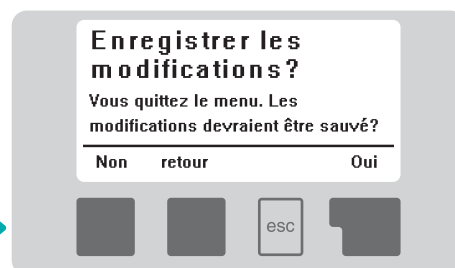 Enregistrer les
modifications?
Vous quittez le menu. Les
modifications devraient être sauvé?
Non retour Oui
esc